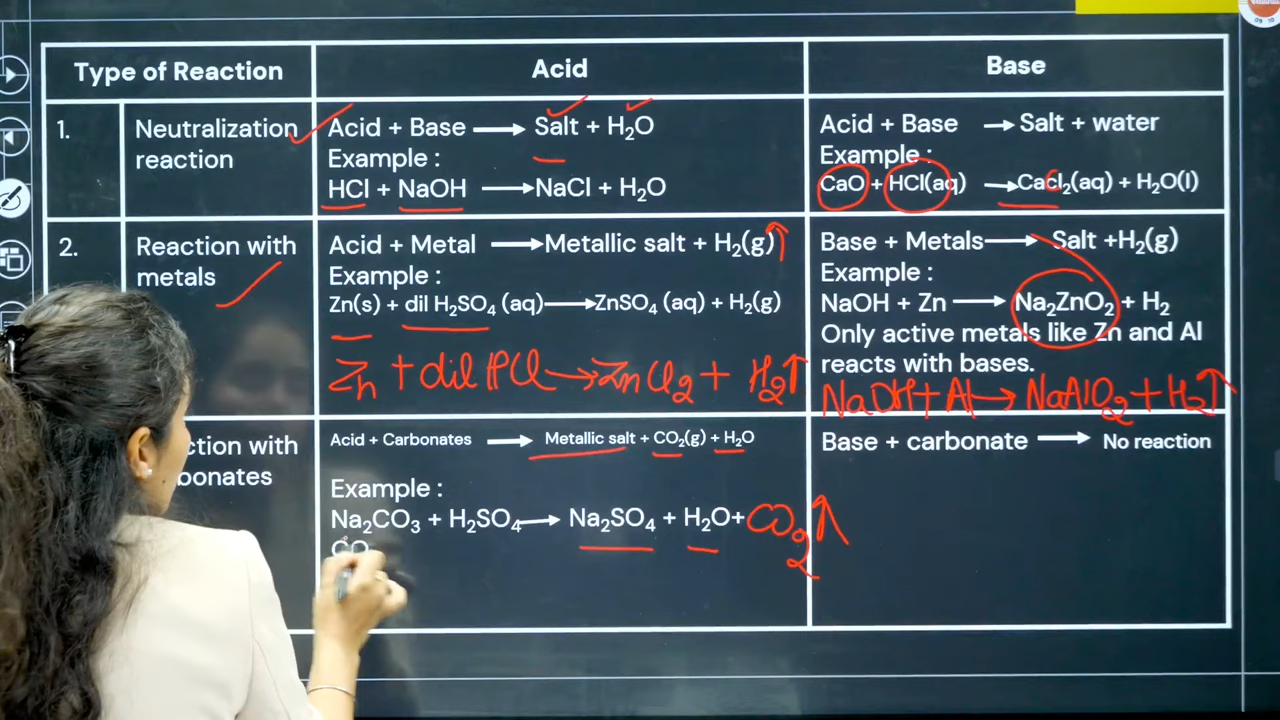 Type of Reaction
Acid
Base
1.
Neutralization
reaction
Acid + Base ⟶ Salt + H₂O
Example :
HCl + NaOH ⟶ NaCl + H₂O
Acid + Base → Salt + water
Example :
CaO + HCl(aq) → Cacl₂(aq) + H₂O(l)
2.
Reaction with
metals
Acid + Metal ⟶ Metallic salt + H₂(g)↑
Example :
Zn(s) + dil H₂SO₄ (aq) ⟶ ZnSO₄ (aq) + H₂(g)
Zn + dil HCl → ZnCl₂ + H₂↑
Base + Metals ⟶ Salt +H₂(g)
Example :
NaOH + Zn ⟶ Na₂ZnO₂ + H₂
Only active metals like Zn and Al
reacts with bases.
NaOH + Al → NaAlO₂ + H₂↑
ction with
bonates
Acid + Carbonates ⟶ Metallic salt + CO₂(g) + H₂O
Example :
Na₂CO₃ + H₂SO₄ → Na₂SO₄ + H₂O+ CO₂↑
CO
Base + carbonate ⟶ No reaction